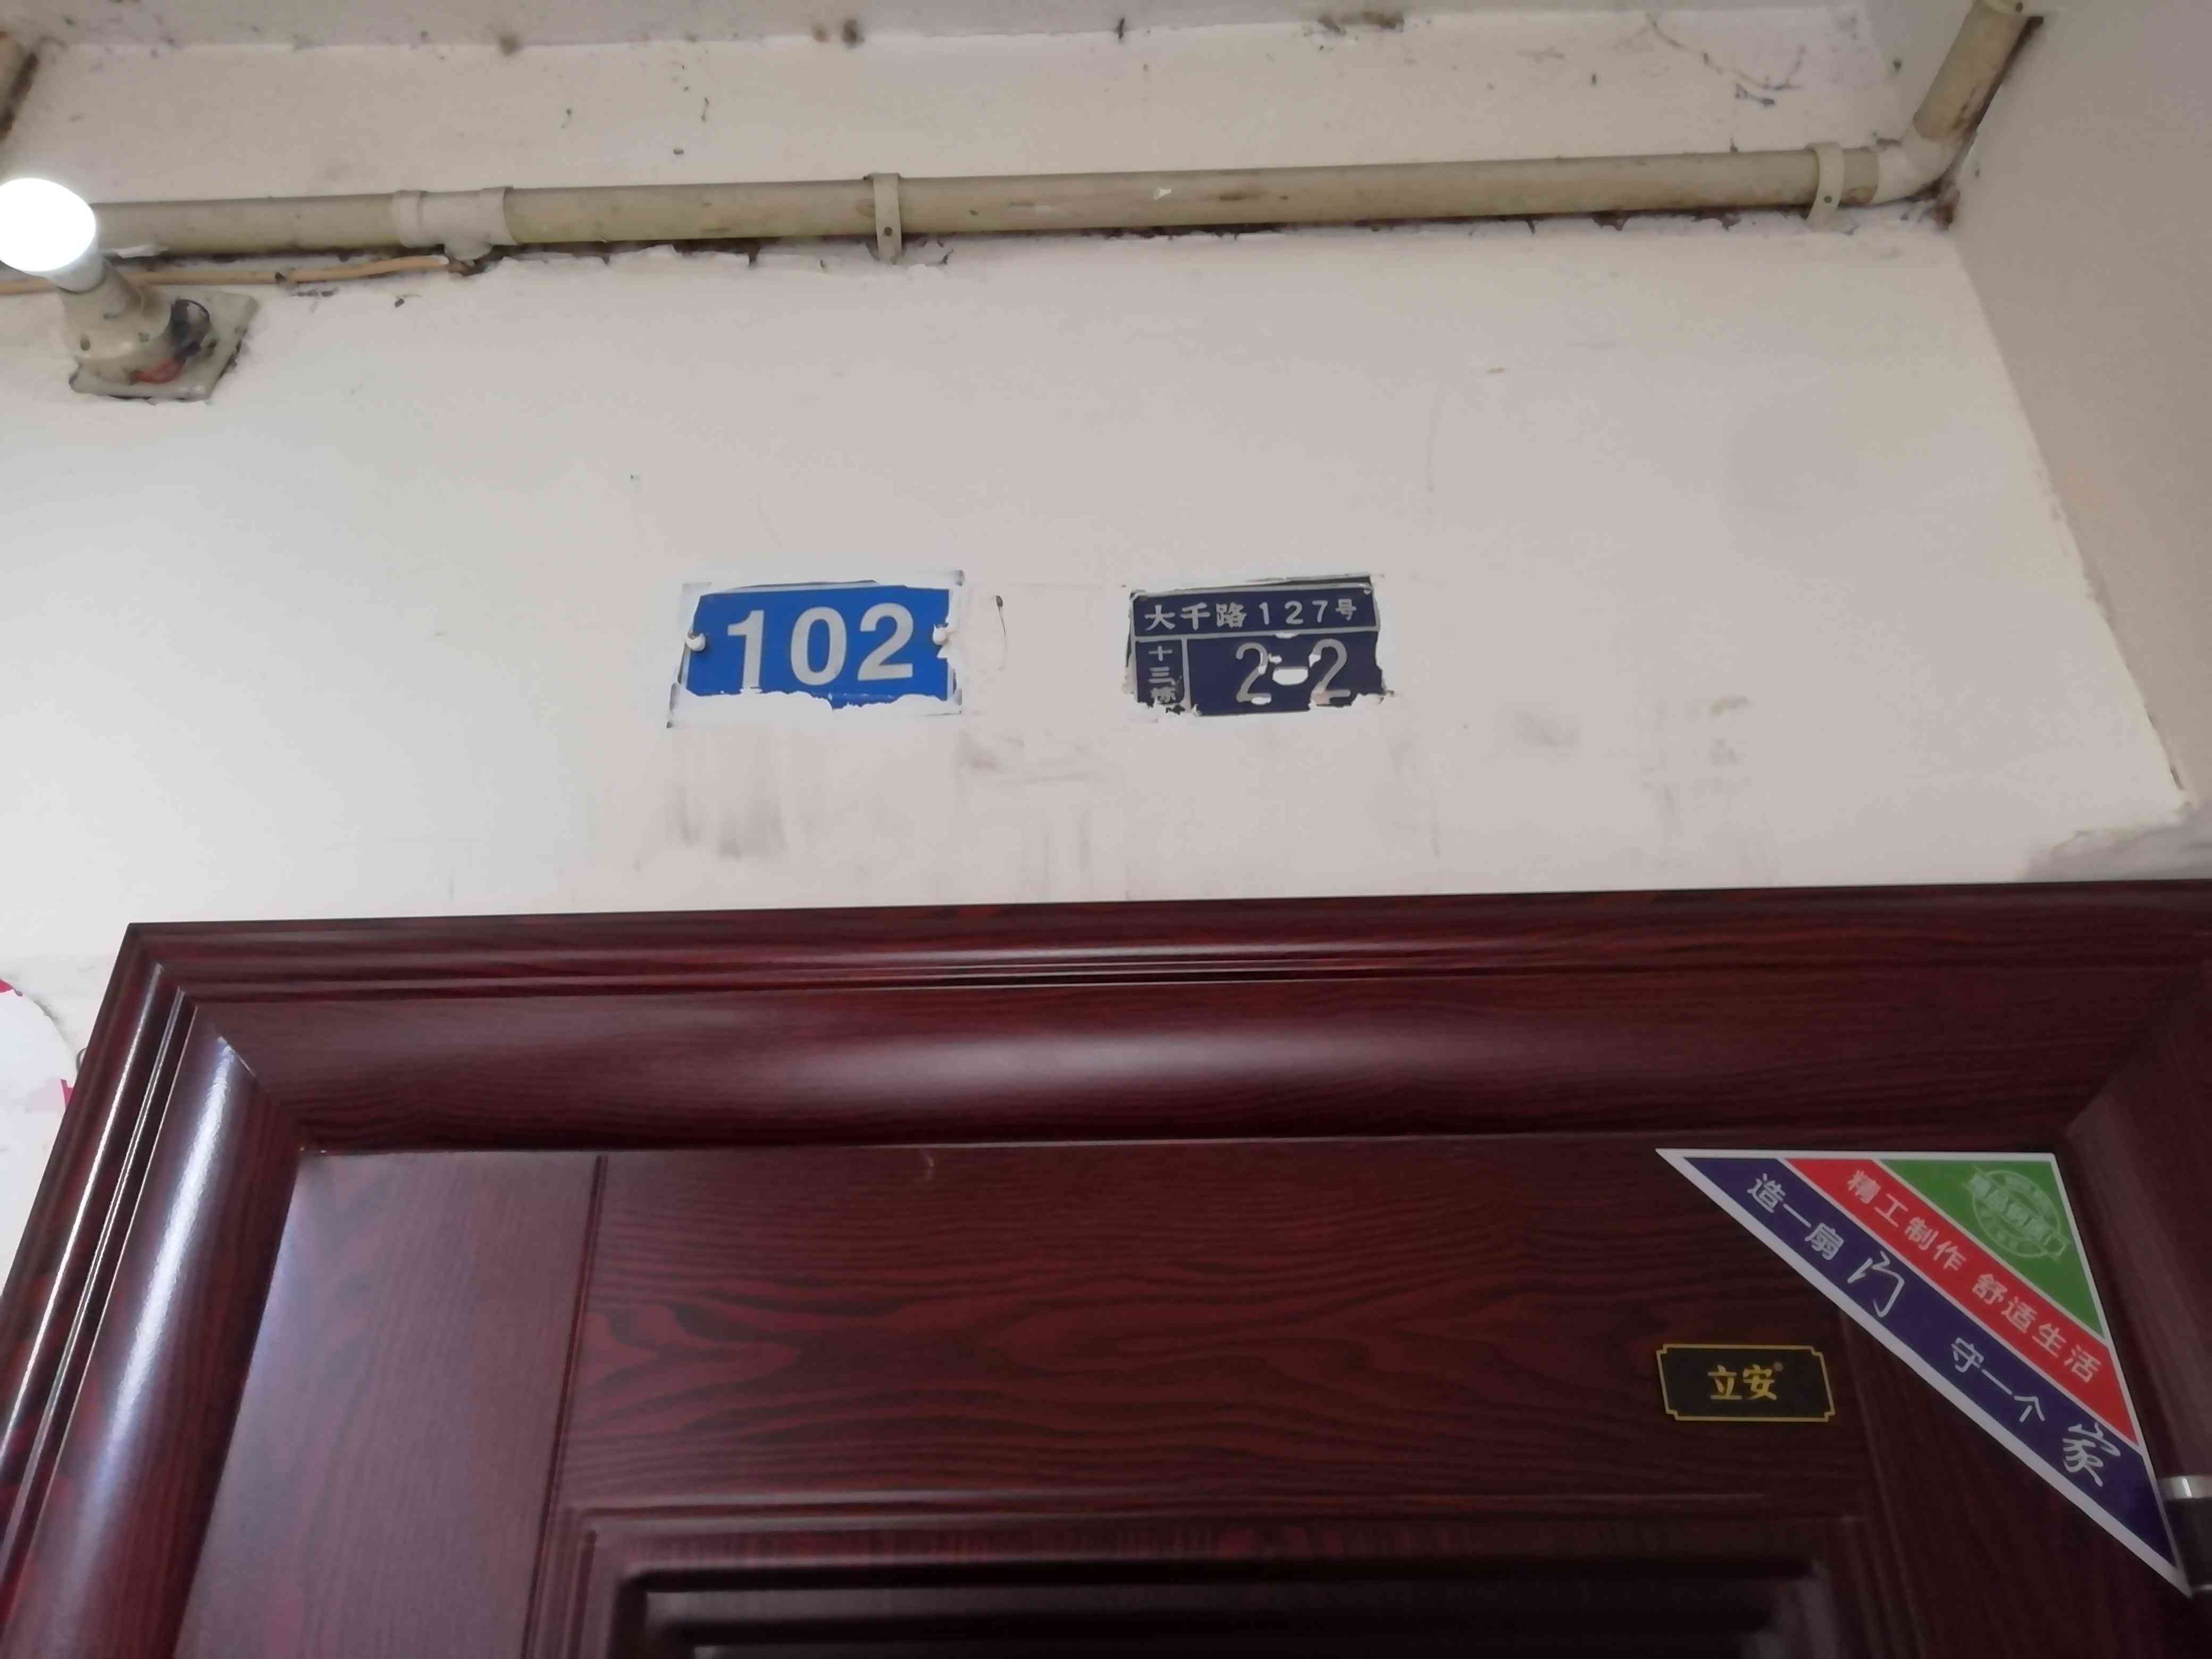 102
大千路127号
十三栋
2-2
精工制作 舒适生活
造一扇门 守一个家
立安®